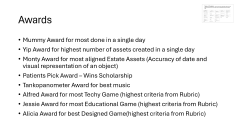 Awards
• Mummy Award for most done in a single day
• Yip Award for highest number of assets created in a single day
• Monty Award for most aligned Estate Assets (Accuracy of date and
visual representation of an object)
• Patients Pick Award – Wins Scholarship
• Tankopanometer Award for best music
• Alfred Award for most Techy Game (highest criteria from Rubric)
• Jessie Award for most Educational Game (highest criteria from Rubric)
• Alicia Award for best Designed Game(highest criteria from Rubric)